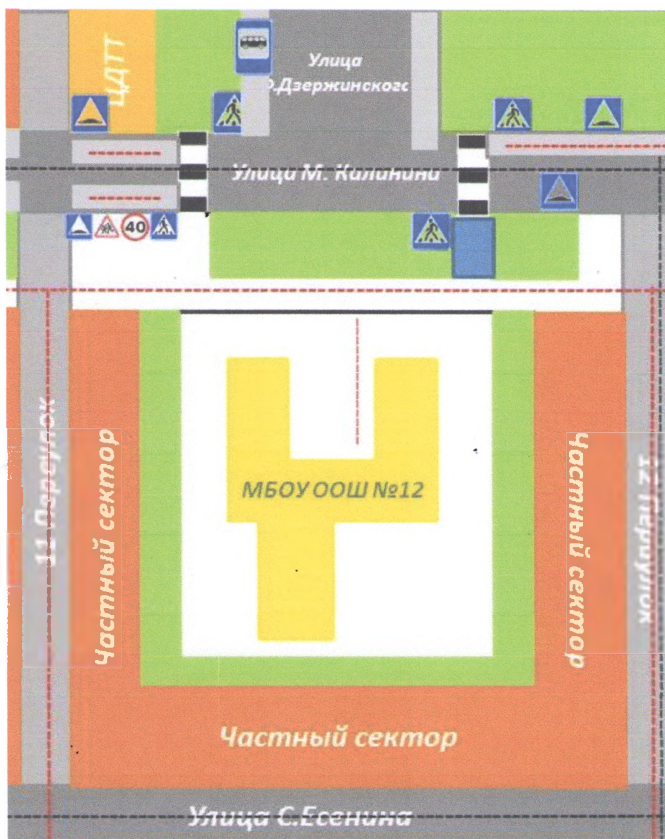 ЦДТТ
Улица
Ф.Дзержинского
Улица М. Калинина
40
11 Переулок
Частный сектор
МБОУ ООШ №12
Частный сектор
12 Переулок
Частный сектор
Улица С.Есенина